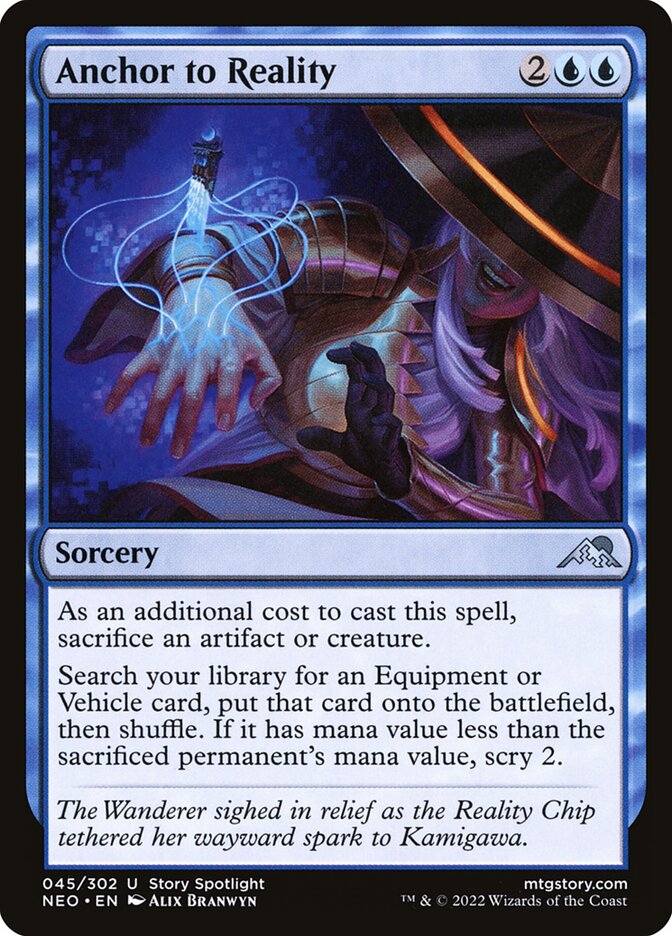 Anchor to Reality 2
Sorcery
As an additional cost to cast this spell,
sacrifice an artifact or creature.
Search your library for an Equipment or
Vehicle card, put that card onto the battlefield,
then shuffle. If it has mana value less than the
sacrificed permanent's mana value, scry 2.
The Wanderer sighed in relief as the Reality Chip
tethered her wayward spark to Kamigawa.
045/302 U Story Spotlight mtgstory.com
NEO • EN Alix Branwyn ™ & © 2022 Wizards of the Coast